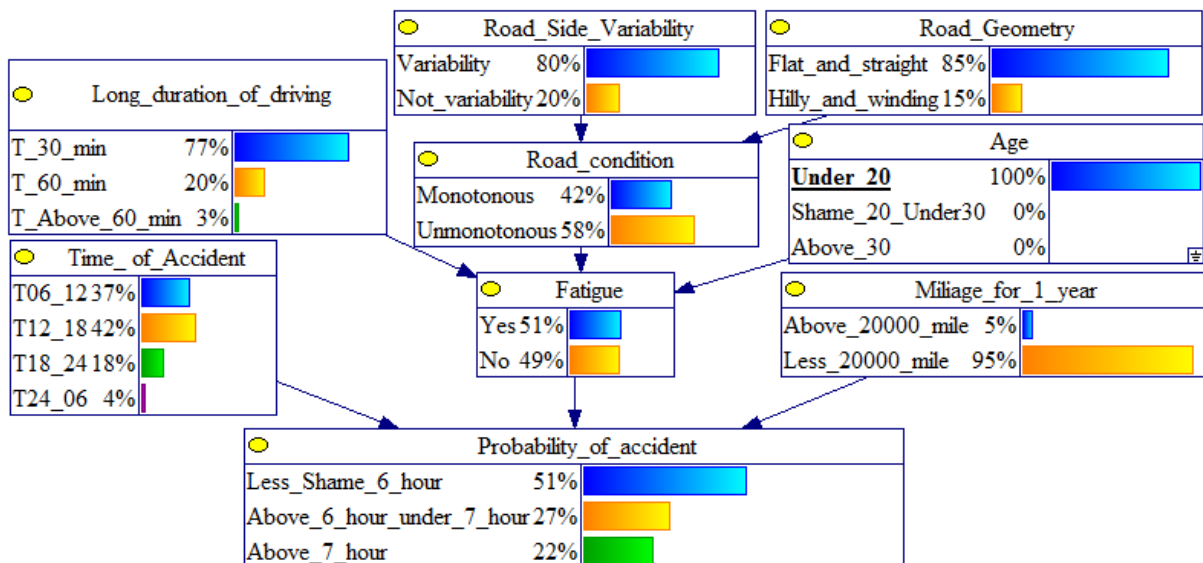 Road_Side_Variability
Variability 80%
Not_variability 20%
Road_Geometry
Flat_and_straight 85%
Hilly_and_winding 15%
Long_duration_of_driving
T_30_min 77%
T_60_min 20%
T_Above_60_min 3%
Road_condition
Monotonous 42%
Unmonotonous 58%
Age
Under_20 100%
Shame_20_Under30 0%
Above_30 0%
Time_ of_Accident
T06_12 37%
T12_18 42%
T18_24 18%
T24_06 4%
Fatigue
Yes 51%
No 49%
Miliage_for_1_year
Above_20000_mile 5%
Less_20000_mile 95%
Probability_of_accident
Less_Shame_6_hour 51%
Above_6_hour_under_7_hour 27%
Above_7_hour 22%